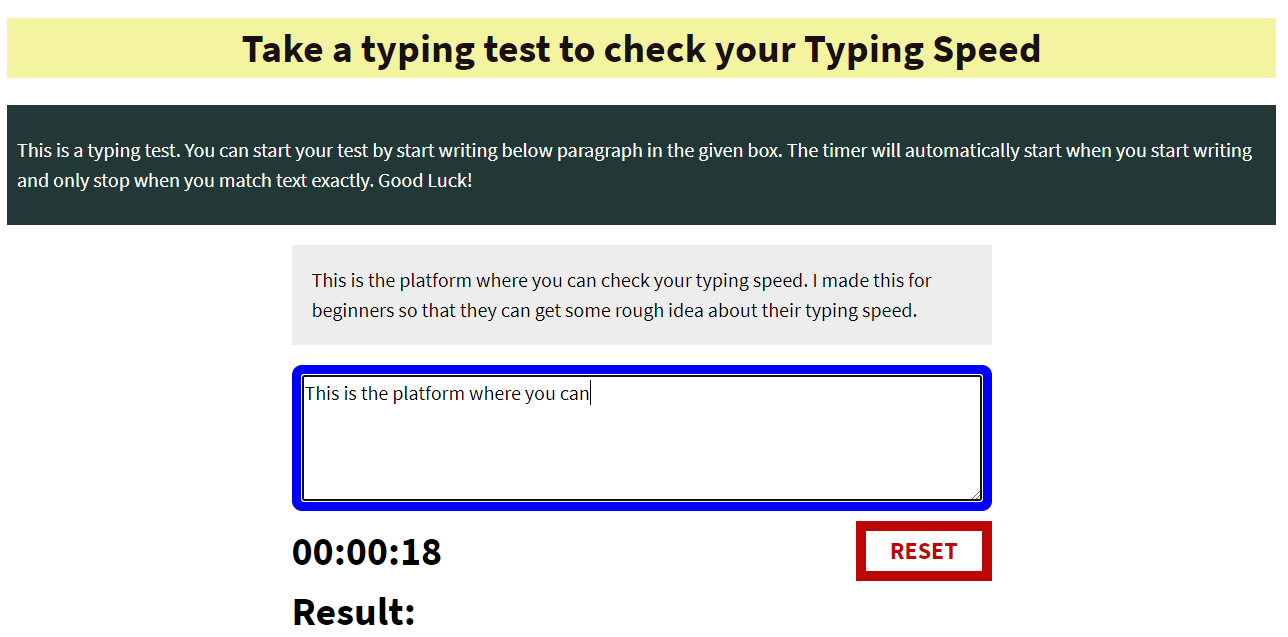 Take a typing test to check your Typing Speed
This is a typing test. You can start your test by start writing below paragraph in the given box. The timer will automatically start when you start writing
and only stop when you match text exactly. Good Luck!
This is the platform where you can check your typing speed. I made this for
beginners so that they can get some rough idea about their typing speed.
This is the platform where you can
00:00:18
RESET
Result: